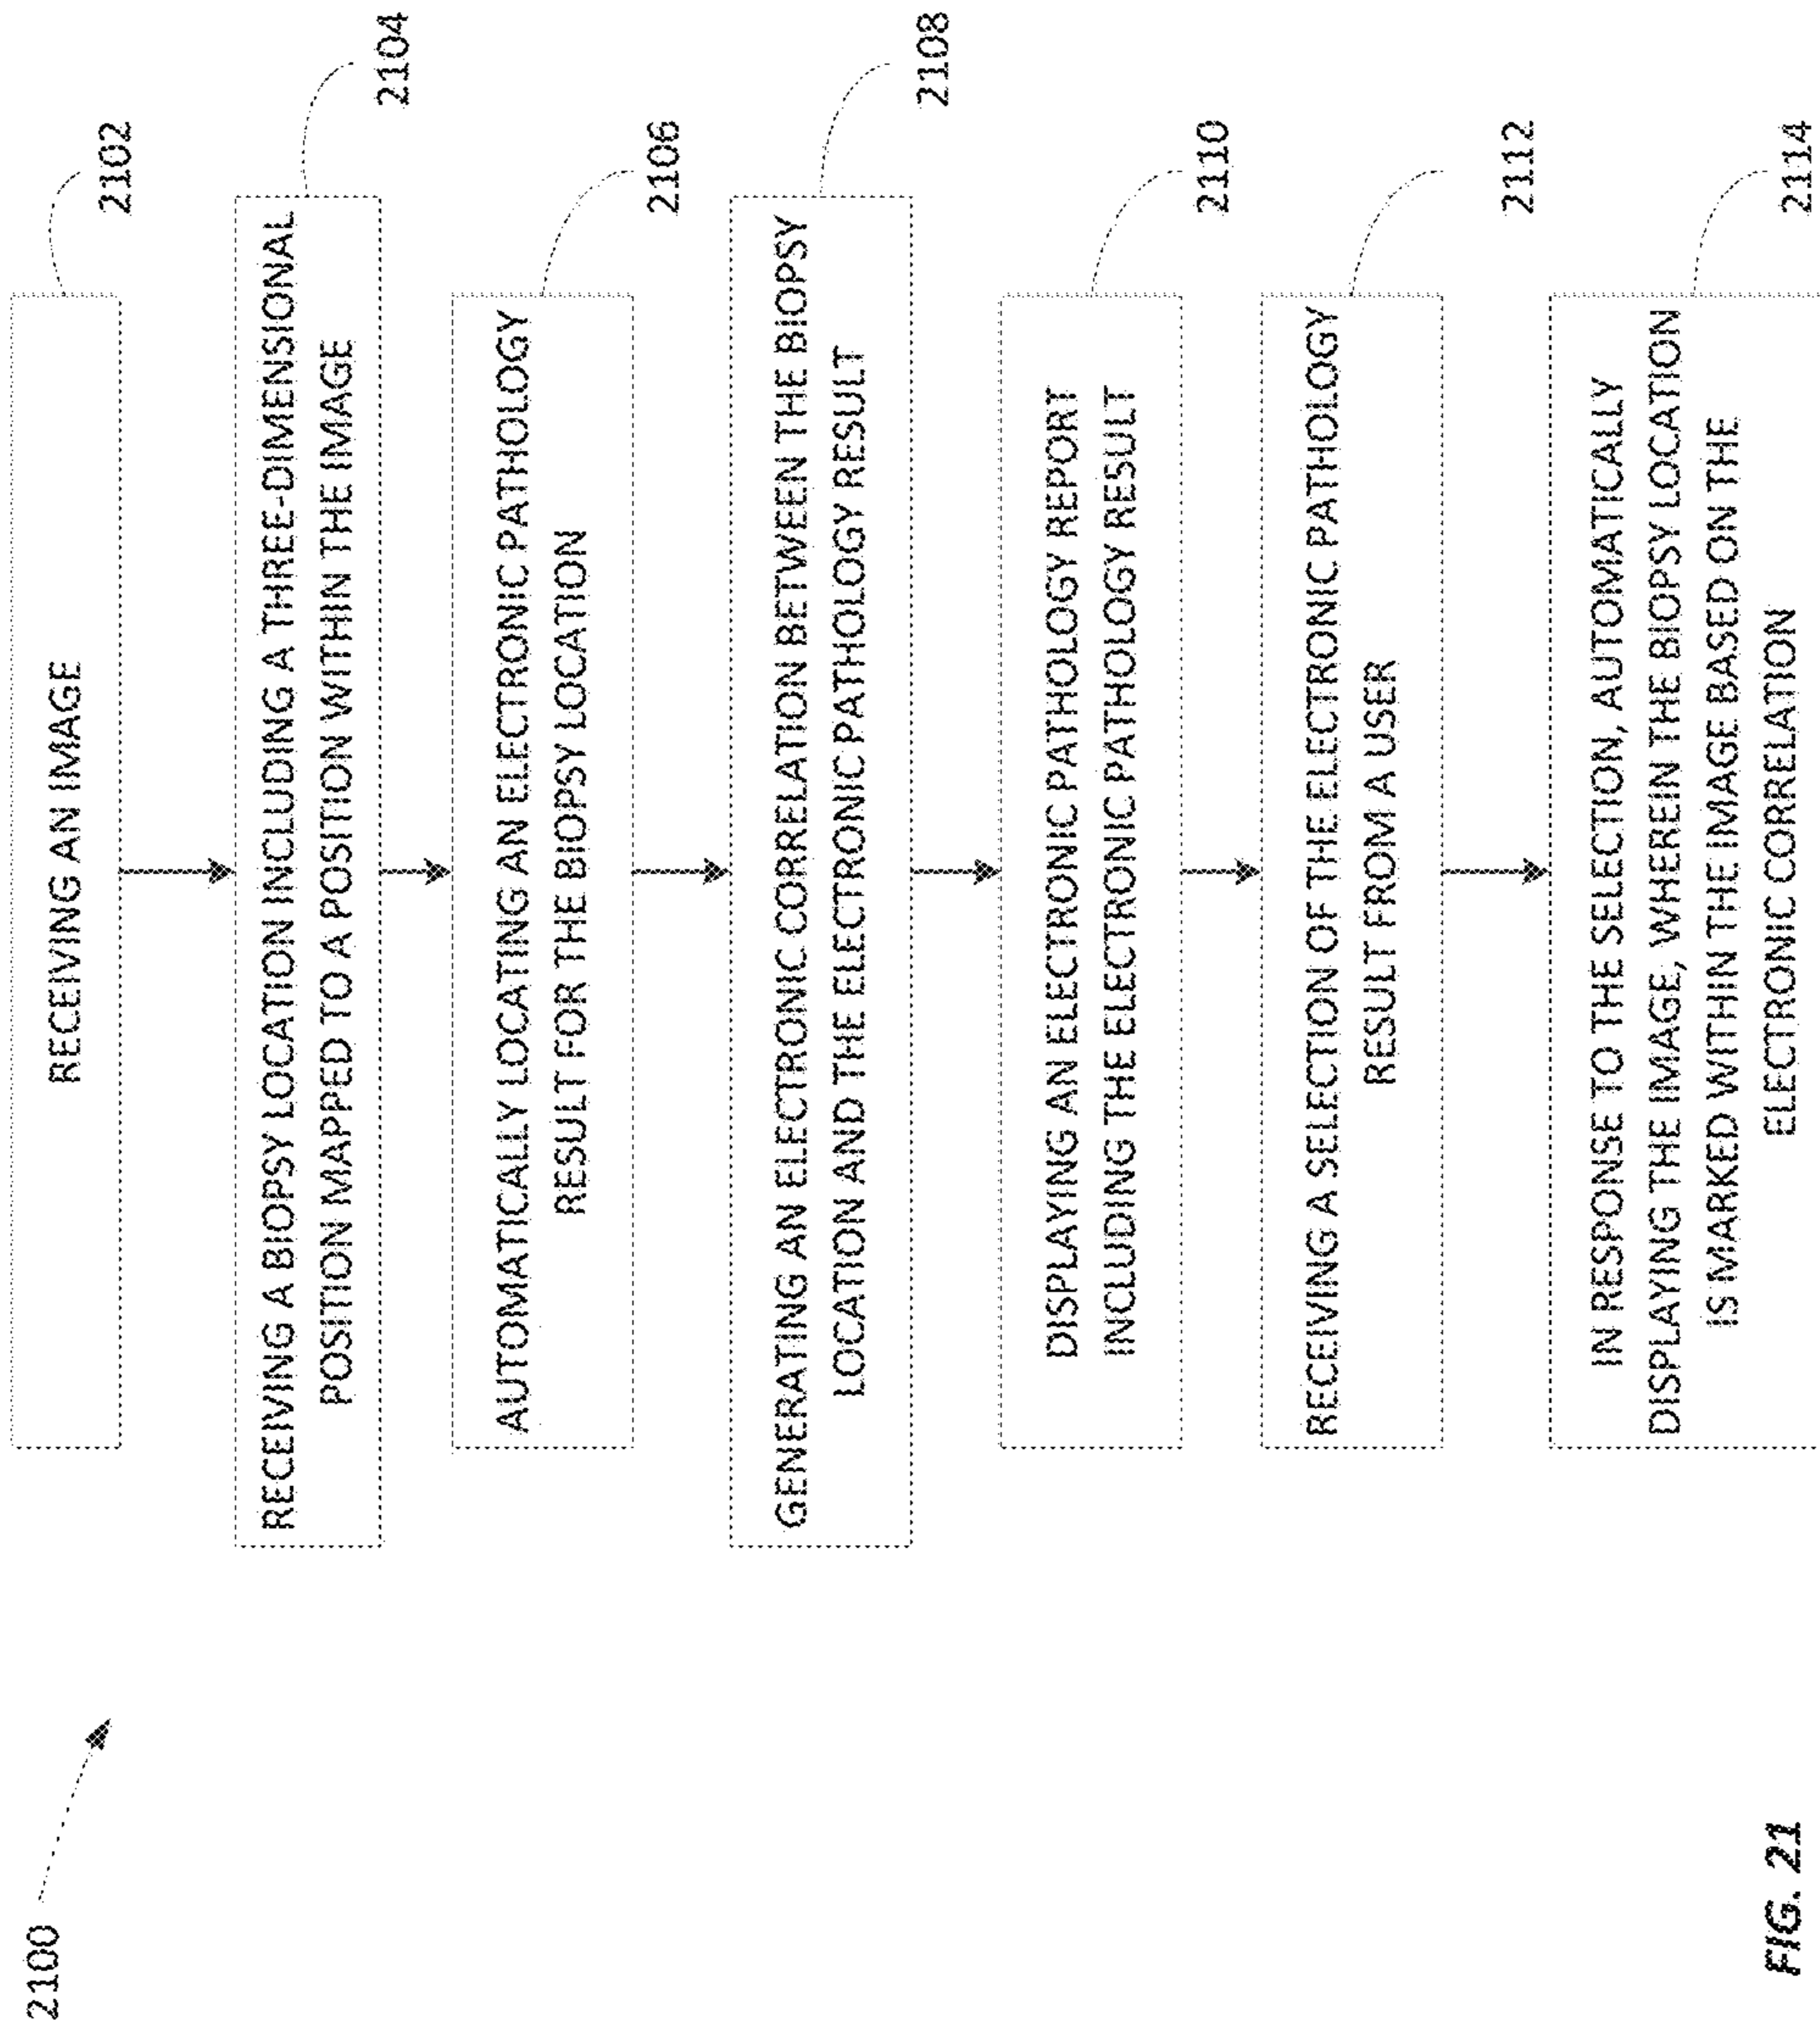 2100
RECEIVING AN IMAGE
2102
RECEIVING A BIOPSY LOCATION INCLUDING A THREE-DIMENSIONAL
POSITION MAPPED TO A POSITION WITHIN THE IMAGE
2104
AUTOMATICALLY LOCATING AN ELECTRONIC PATHOLOGY
RESULT FOR THE BIOPSY LOCATION
2106
GENERATING AN ELECTRONIC CORRELATION BETWEEN THE BIOPSY
LOCATION AND THE ELECTRONIC PATHOLOGY RESULT
2108
DISPLAYING AN ELECTRONIC PATHOLOGY REPORT
INCLUDING THE ELECTRONIC PATHOLOGY RESULT
2110
RECEIVING A SELECTION OF THE ELECTRONIC PATHOLOGY
RESULT FROM A USER
2112
IN RESPONSE TO THE SELECTION, AUTOMATICALLY
DISPLAYING THE IMAGE, WHEREIN THE BIOPSY LOCATION
IS MARKED WITHIN THE IMAGE BASED ON THE
ELECTRONIC CORRELATION
2114
FIG. 21